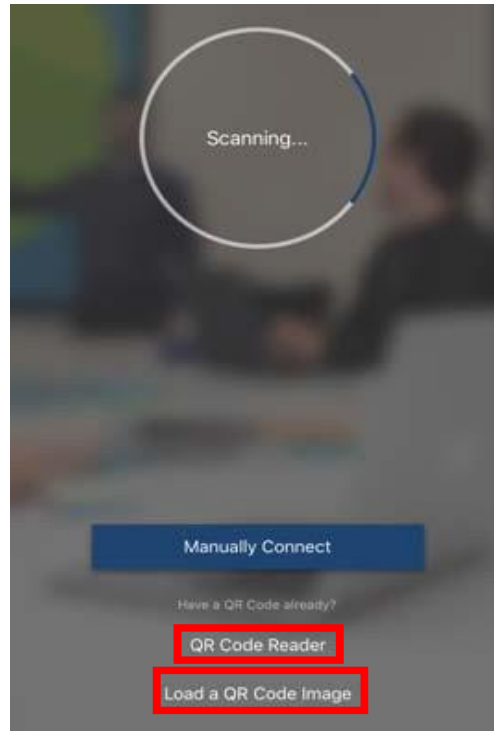 Scanning...
Manually Connect
Have a QR Code already?
QR Code Reader
Load a QR Code Image